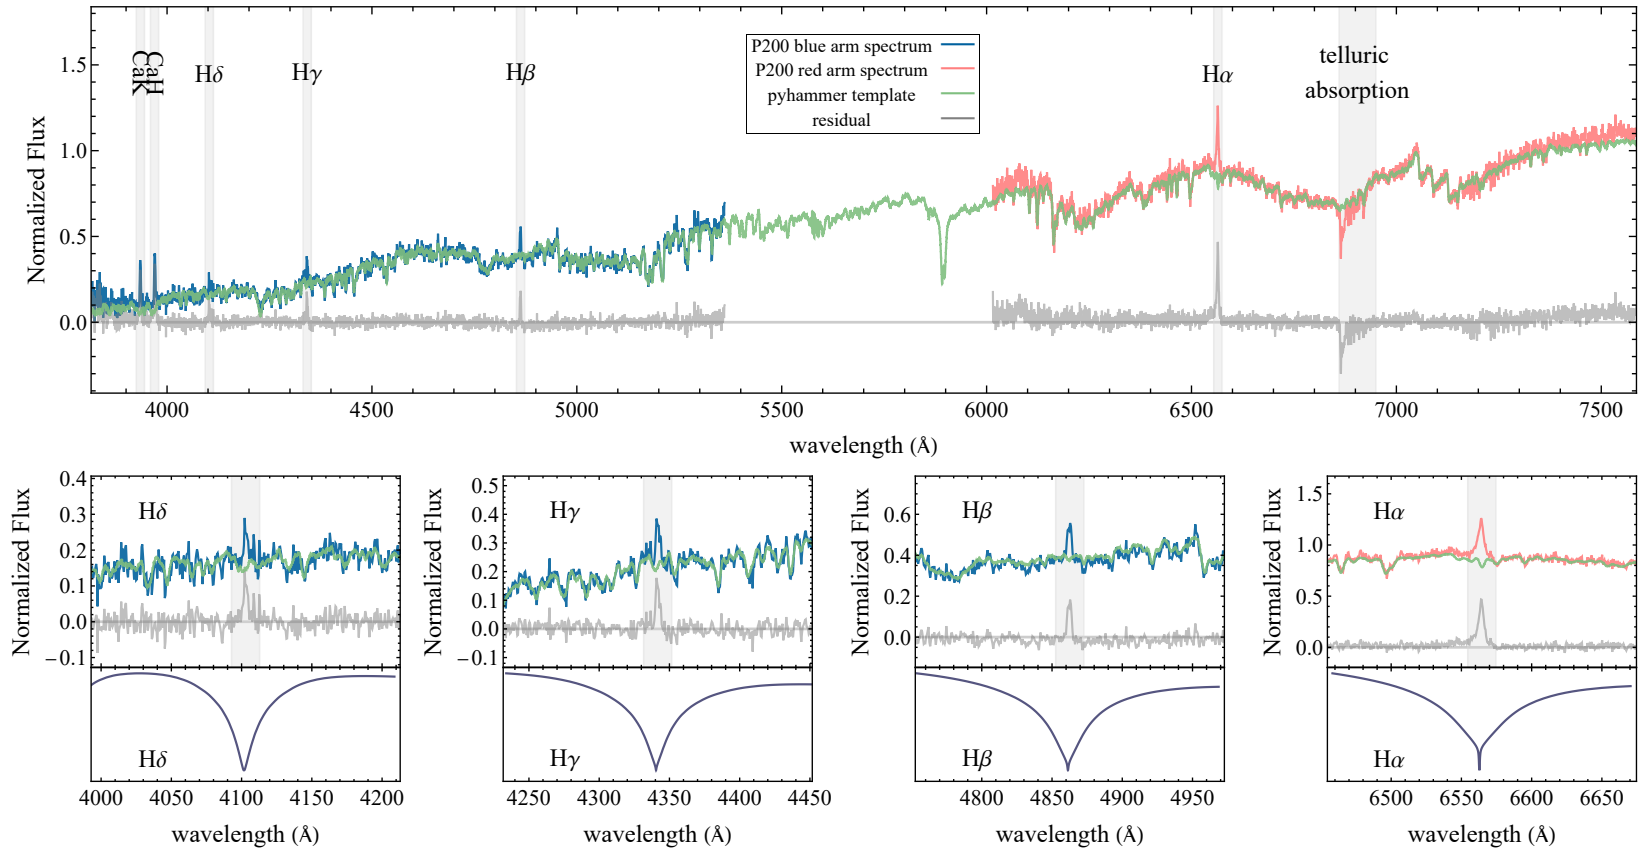 Normalized Flux
1.5
1.0
0.5
0.0
CaK
CaH
Hδ
Hγ
Hβ
Hα
telluric
absorption
P200 blue arm spectrum
P200 red arm spectrum
pyhammer template
residual
4000 4500 5000 5500 6000 6500 7000 7500
wavelength (Å)
Normalized Flux
0.4
0.3
0.2
0.1
0.0
−0.1
Hδ
Hδ
4000 4050 4100 4150 4200
wavelength (Å)
Normalized Flux
0.5
0.4
0.3
0.2
0.1
0.0
−0.1
Hγ
Hγ
4250 4300 4350 4400 4450
wavelength (Å)
Normalized Flux
0.6
0.4
0.2
0.0
Hβ
Hβ
4800 4850 4900 4950
wavelength (Å)
Normalized Flux
1.5
1.0
0.5
0.0
Hα
Hα
6500 6550 6600 6650
wavelength (Å)